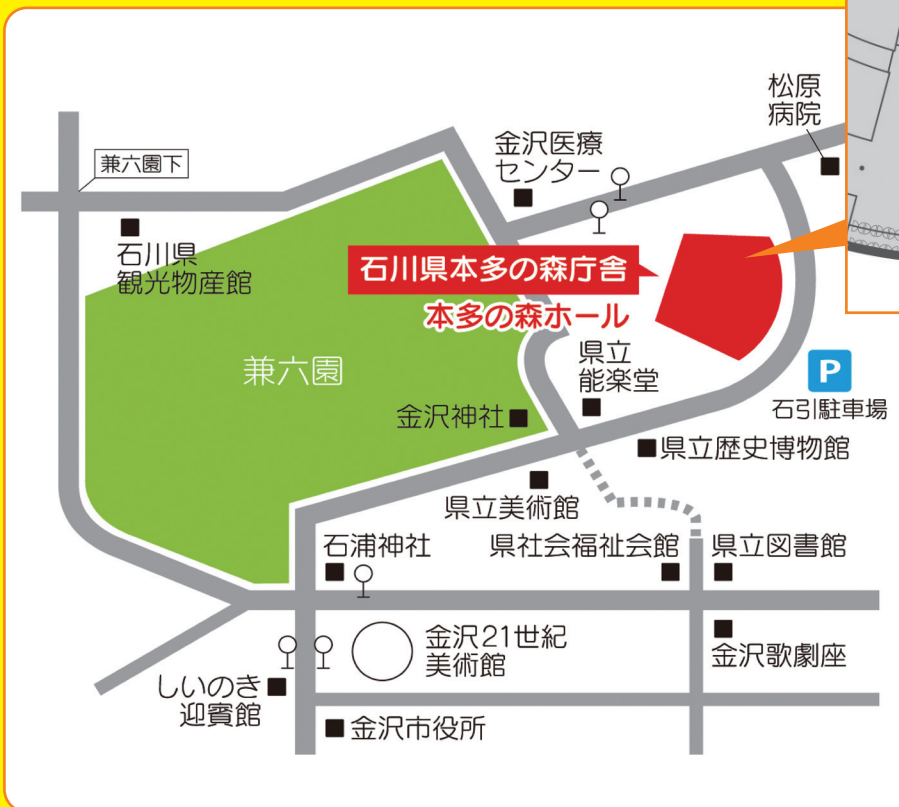 松原
病院
金沢医療
センター
兼六園下
石川県
観光物産館
石川県本多の森庁舎
本多の森ホール
県立
能楽堂
兼六園
P
石引駐車場
金沢神社
県立歴史博物館
県立美術館
石浦神社
県社会福祉会館
県立図書館
金沢21世紀
美術館
金沢歌劇座
しいのき
迎賓館
金沢市役所